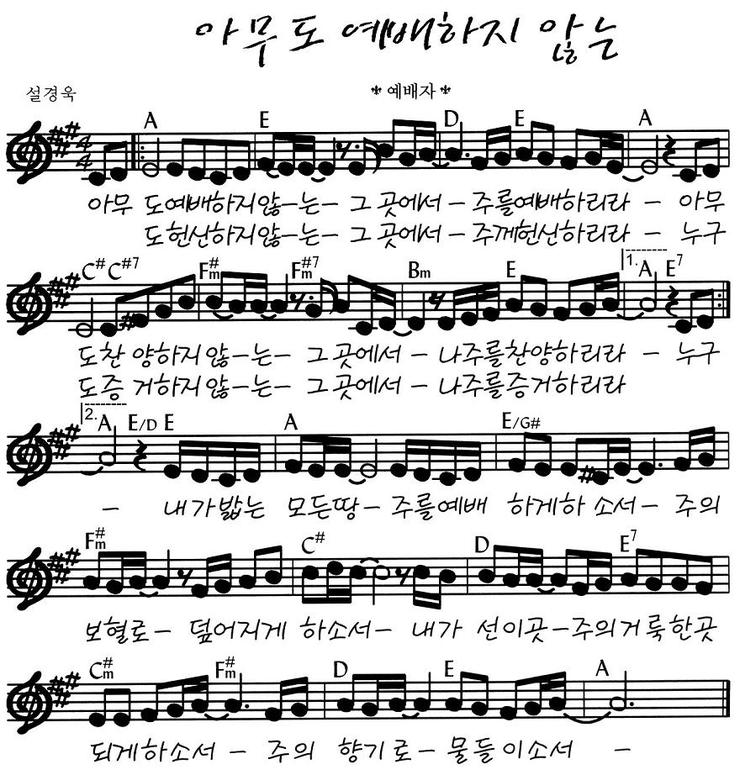 아무도 예배하지 않는
설경욱 ⚜ 예배자 ⚜
A E D E A
아무 도예배하지않-는- 그 곳에서 - 주를예배하리라 - 아무
도헌신하지않-는- 그 곳에서 - 주께헌신하리라 - 누구
C# C#7 F#m F#m7 Bm E 1. A E7
도찬 양하지않-는- 그 곳에서 - 나주를찬양하리라 - 누구
도증 거하지않-는- 그 곳에서 - 나주를증거하리라
2. A E/D E A E/G#
- 내가밟는 모든땅- 주를예배 하게하 소서- 주의
F#m C# D E7
보혈로- 덮어지게 하소서- 내가 선이곳-주의거룩한곳
C#m F#m D E A
되게하소서 - 주의 향기로- 물들이소서 -